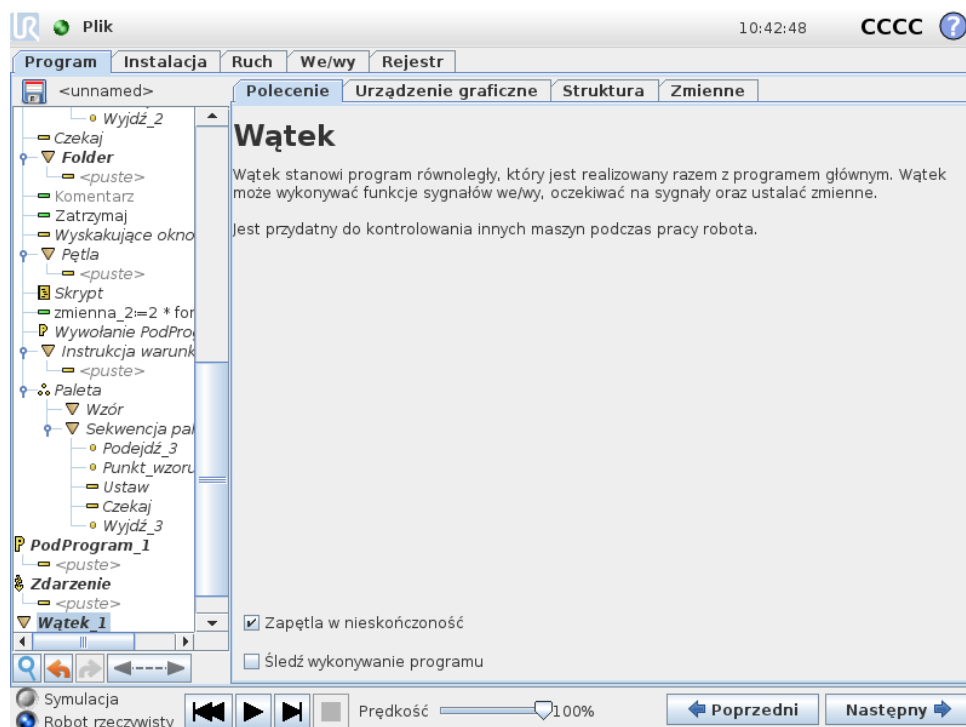 UR Plik 10:42:48 CCCC ?
Program Instalacja Ruch We/wy Rejestr
<unnamed>
Polecenie Urządzenie graficzne Struktura Zmienne
Wyjdź_2
Czekaj
Folder
<puste>
Komentarz
Zatrzymaj
Wyskakujące okno
Pętla
<puste>
Skrypt
zmienna_2:=2 * for
Wywołanie PodPro
Instrukcja warunk
<puste>
Paleta
Wzór
Sekwencja pal
Podejdź_3
Punkt_wzoru
Ustaw
Czekaj
Wyjdź_3
P PodProgram_1
<puste>
Zdarzenie
<puste>
Wątek_1
Wątek
Wątek stanowi program równoległy, który jest realizowany razem z programem głównym. Wątek
może wykonywać funkcje sygnałów we/wy, oczekiwać na sygnały oraz ustalać zmienne.
Jest przydatny do kontrolowania innych maszyn podczas pracy robota.
Zapętla w nieskończoność
Śledź wykonywanie programu
Symulacja
Robot rzeczywisty
Prędkość 100%
Poprzedni Następny